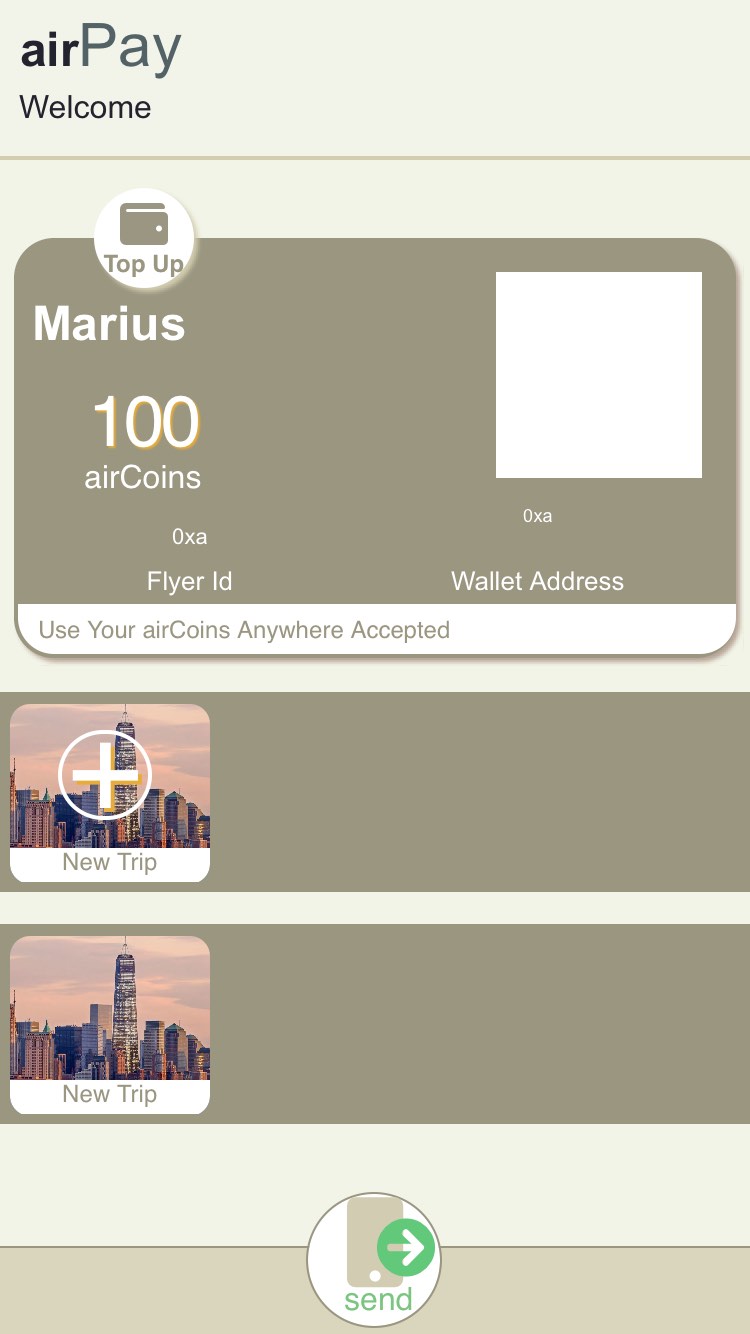 airPay
Welcome
Top Up
Marius
100
airCoins
0xa
0xa
Flyer Id
Wallet Address
Use Your airCoins Anywhere Accepted
New Trip
New Trip
send